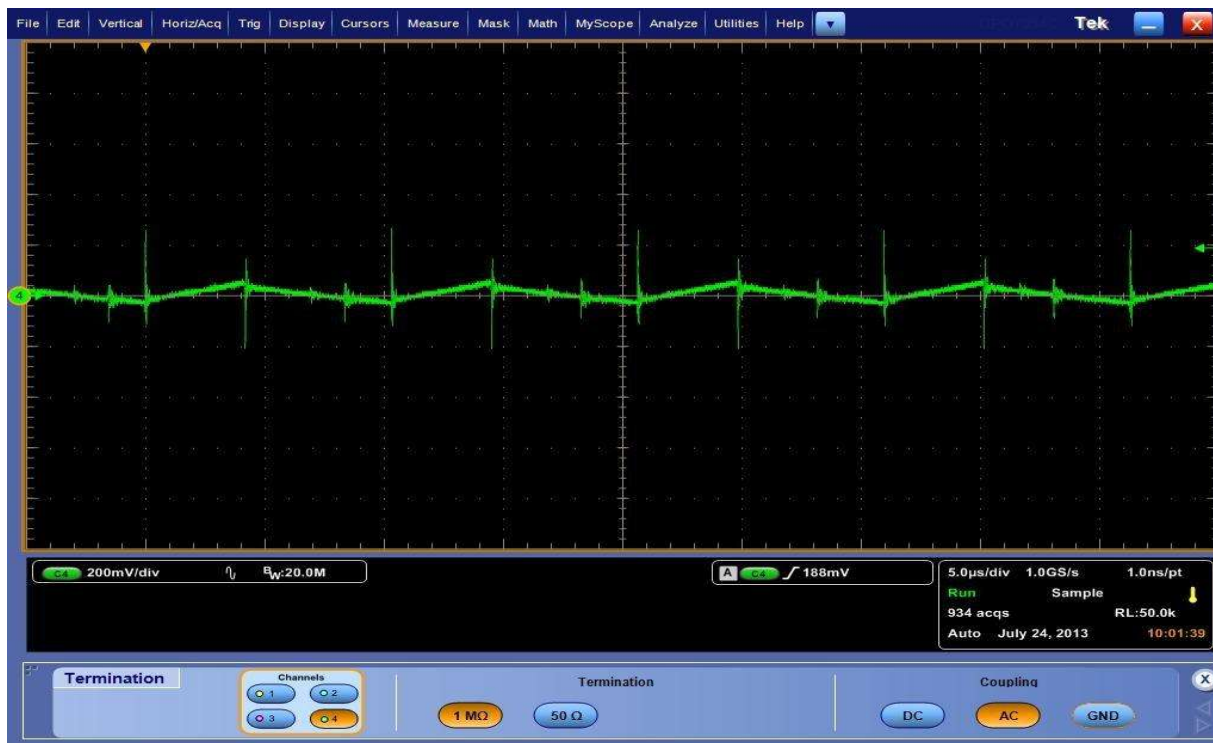 File Edit Vertical Horiz/Acq Trig Display Cursors Measure Mask Math MyScope Analyze Utilities Help Tek X
4
C4 200mV/div BW:20.0M
A C4 188mV
5.0µs/div 1.0GS/s 1.0ns/pt
Run Sample
934 acqs RL:50.0k
Auto July 24, 2013 10:01:39
Termination
Channels
1 2
3 4
Termination
1 MΩ 50 Ω
Coupling
DC AC GND
X